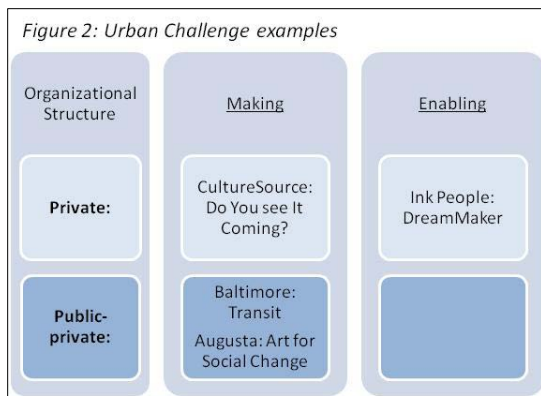 Figure 2: Urban Challenge examples
Organizational
Structure
Making
Enabling
Private:
CultureSource:
Do You see It
Coming?
Ink People:
DreamMaker
Public-
private:
Baltimore:
Transit
Augusta: Art for
Social Change